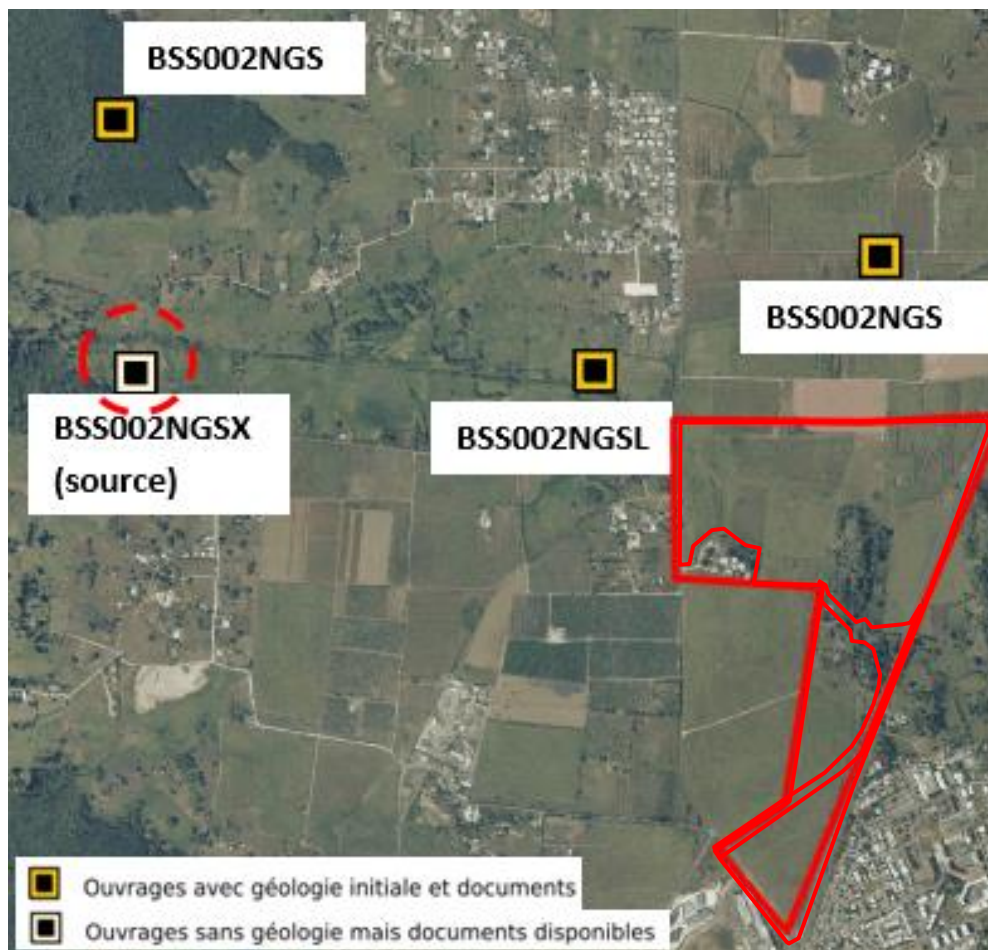 BSS002NGS
BSS002NGS
BSS002NGSX
(source)
BSS002NGSL
Ouvrages avec géologie initiale et documents
Ouvrages sans géologie mais documents disponibles